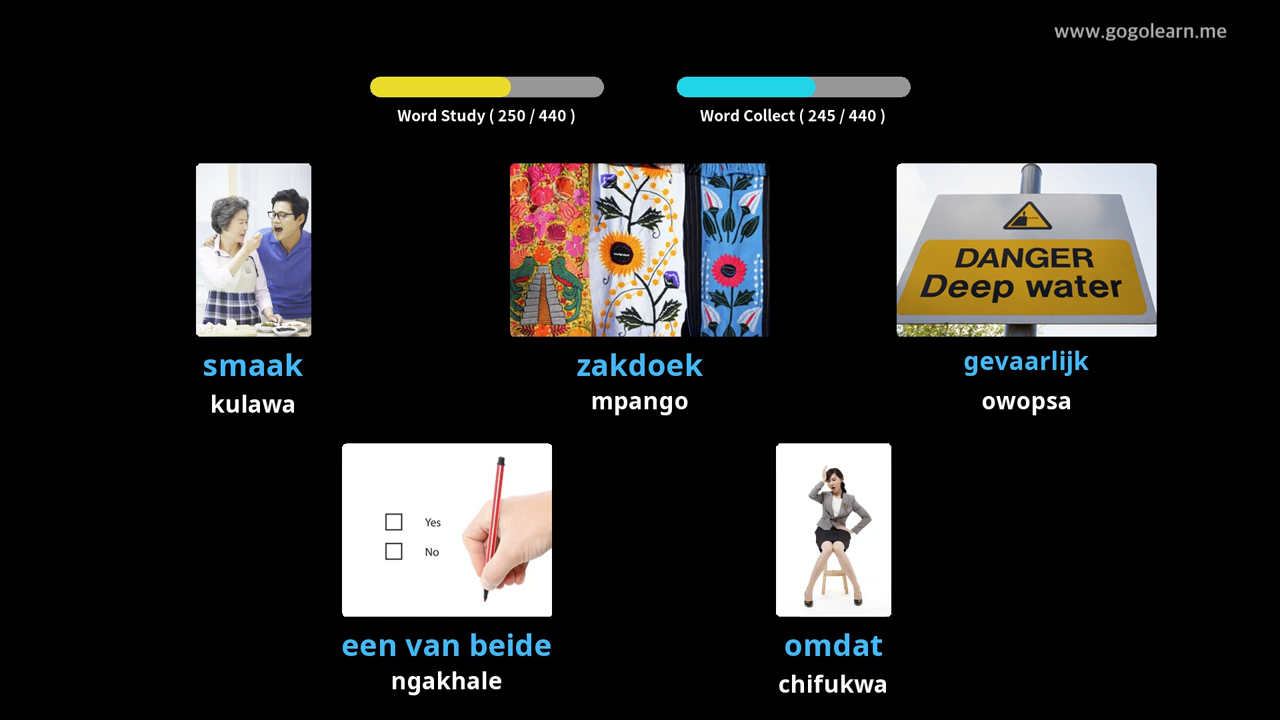 www.gogolearn.me
Word Study ( 250 / 440 )
Word Collect ( 245 / 440 )
DANGER
Deep water
smaak
kulawa
zakdoek
mpango
gevaarlijk
owopsa
Yes
No
een van beide
ngakhale
omdat
chifukwa